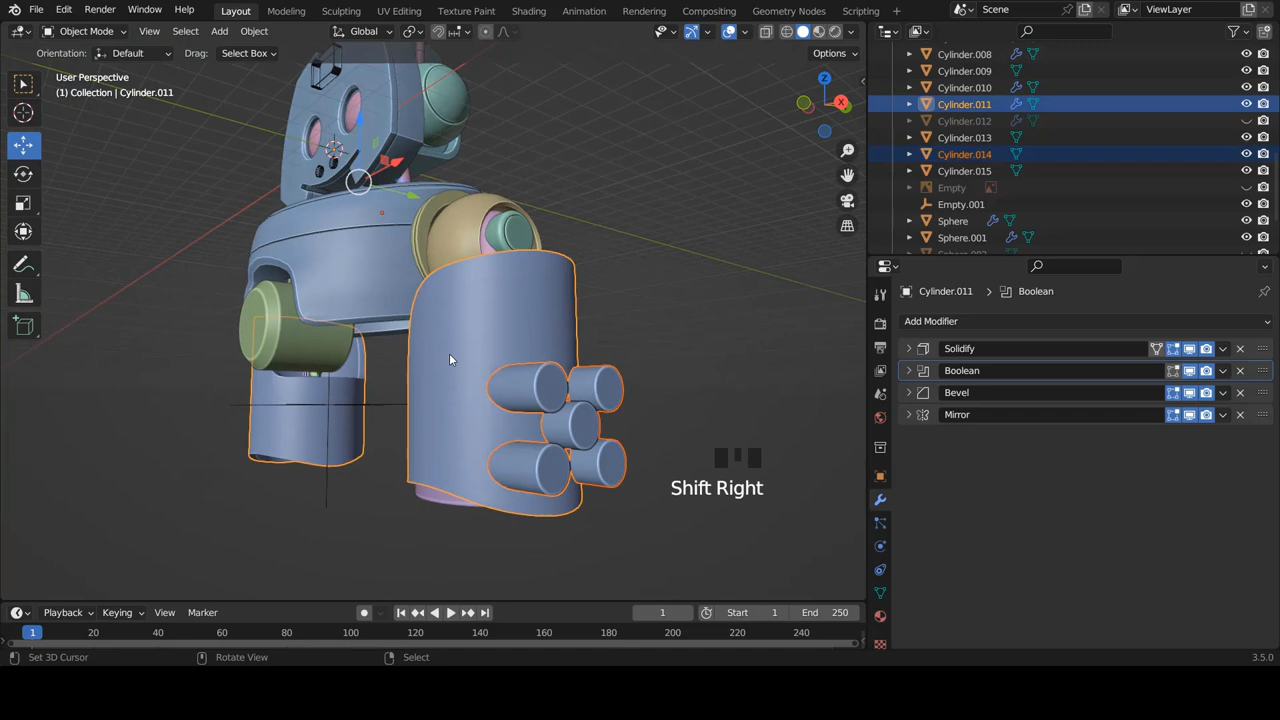 File Edit Render Window Help Layout Modeling Sculpting UV Editing Texture Paint Shading Animation Rendering Compositing Geometry Nodes Scripting + Scene ViewLayer
Object Mode View Select Add Object Global
Orientation: Default Drag: Select Box Options
User Perspective
(1) Collection | Cylinder.011
Z
X
Shift Right
Cylinder.008
Cylinder.009
Cylinder.010
Cylinder.011
Cylinder.012
Cylinder.013
Cylinder.014
Cylinder.015
Empty
Empty.001
Sphere
Sphere.001
Cylinder.011 > Boolean
Add Modifier
Solidify
Boolean
Bevel
Mirror
Playback Keying View Marker 1 Start 1 End 250
1 20 40 60 80 100 120 140 160 180 200 220 240
Set 3D Cursor Rotate View Select 3.5.0